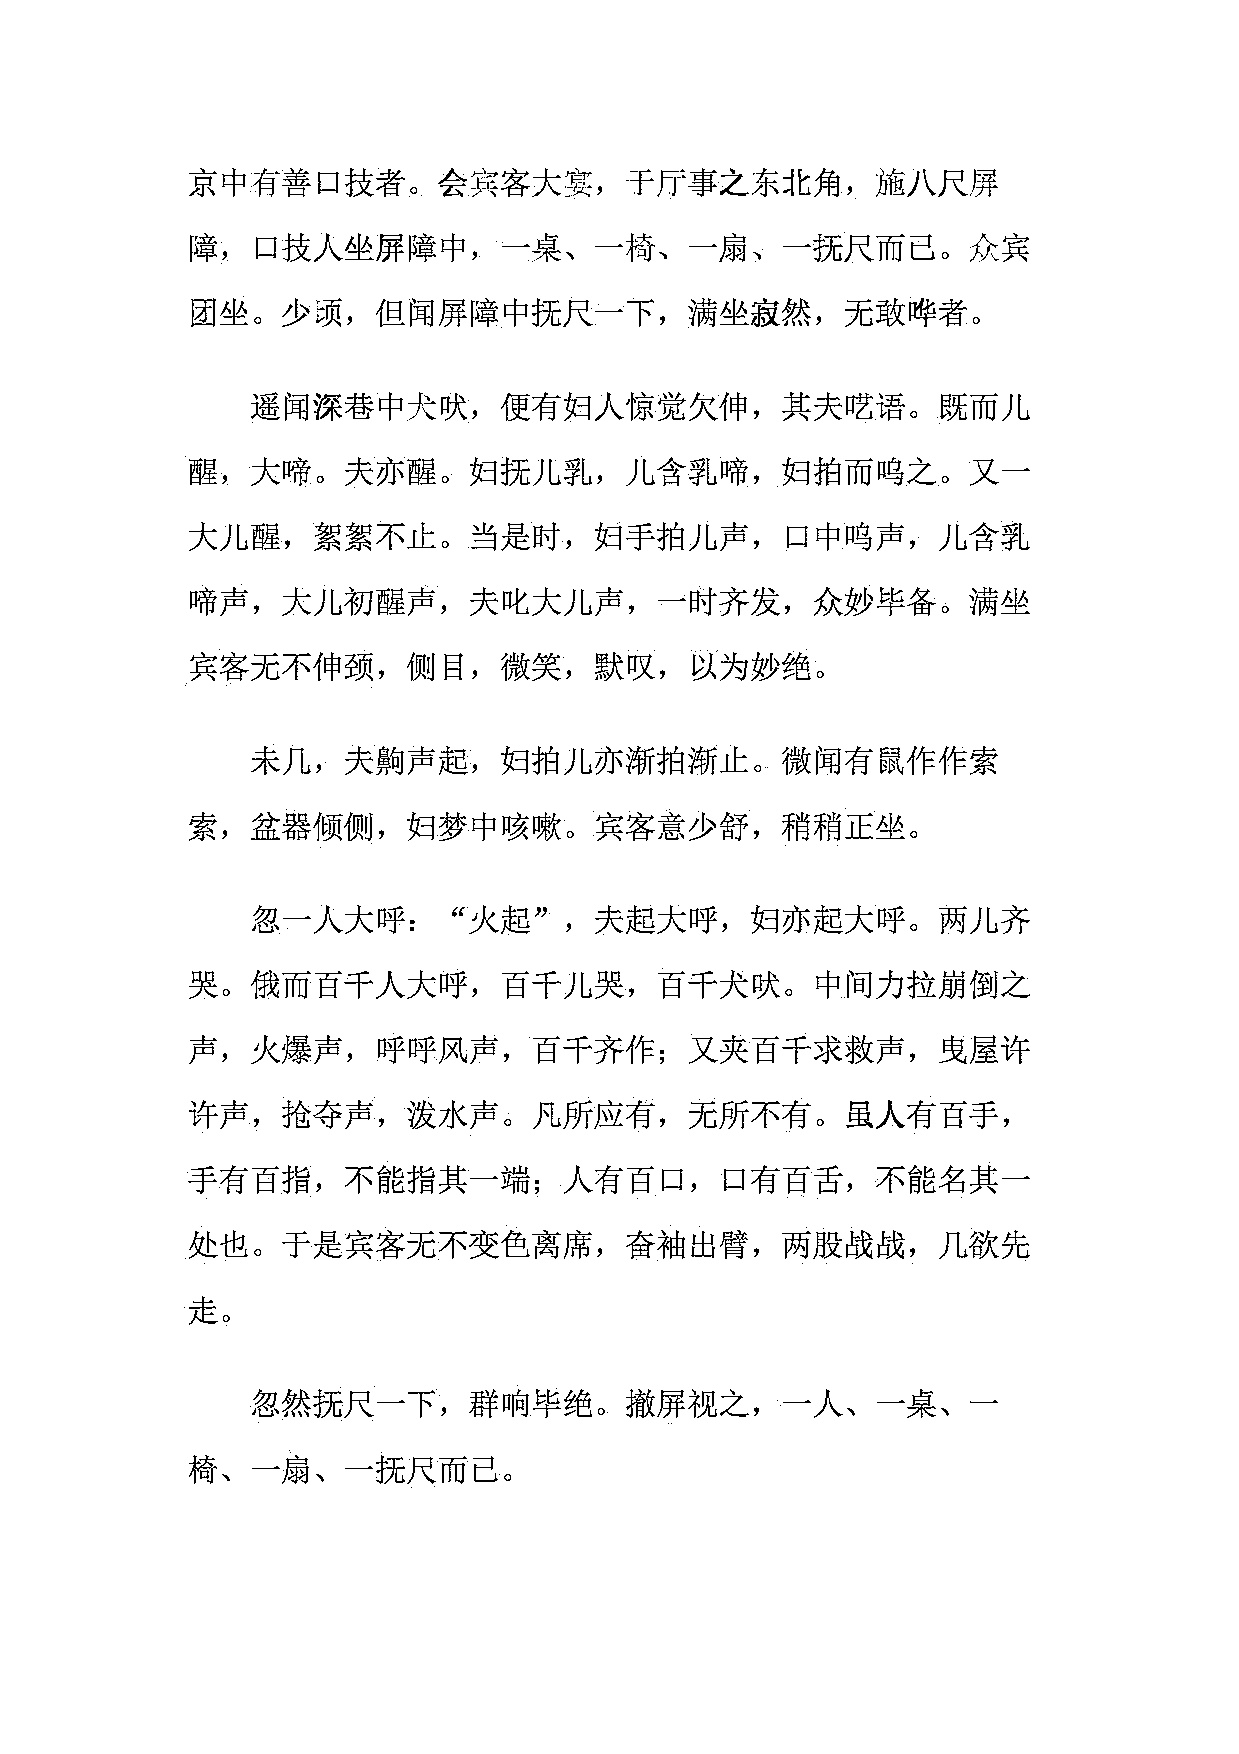 京中有善口技者。会宾客大宴，于厅事之东北角，施八尺屏
障，口技人坐屏障中，一桌、一椅、一扇、一抚尺而已。众宾
团坐。少顷，但闻屏障中抚尺一下，满坐寂然，无敢哗者。
遥闻深巷中犬吠，便有妇人惊觉欠伸，其夫呓语。既而儿
醒，大啼。夫亦醒。妇抚儿乳，儿含乳啼，妇拍而呜之。又一
大儿醒，絮絮不止。当是时，妇手拍儿声，口中呜声，儿含乳
啼声，大儿初醒声，夫叱大儿声，一时齐发，众妙毕备。满坐
宾客无不伸颈，侧目，微笑，默叹，以为妙绝。
未几，夫齁声起，妇拍儿亦渐拍渐止。微闻有鼠作作索
索，盆器倾侧，妇梦中咳嗽。宾客意少舒，稍稍正坐。
忽一人大呼：“火起”，夫起大呼，妇亦起大呼。两儿齐
哭。俄而百千人大呼，百千儿哭，百千犬吠。中间力拉崩倒之
声，火爆声，呼呼风声，百千齐作；又夹百千求救声，曳屋许
许声，抢夺声，泼水声。凡所应有，无所不有。虽人有百手，
手有百指，不能指其一端；人有百口，口有百舌，不能名其一
处也。于是宾客无不变色离席，奋袖出臂，两股战战，几欲先
走。
忽然抚尺一下，群响毕绝。撤屏视之，一人、一桌、一
椅、一扇、一抚尺而已。